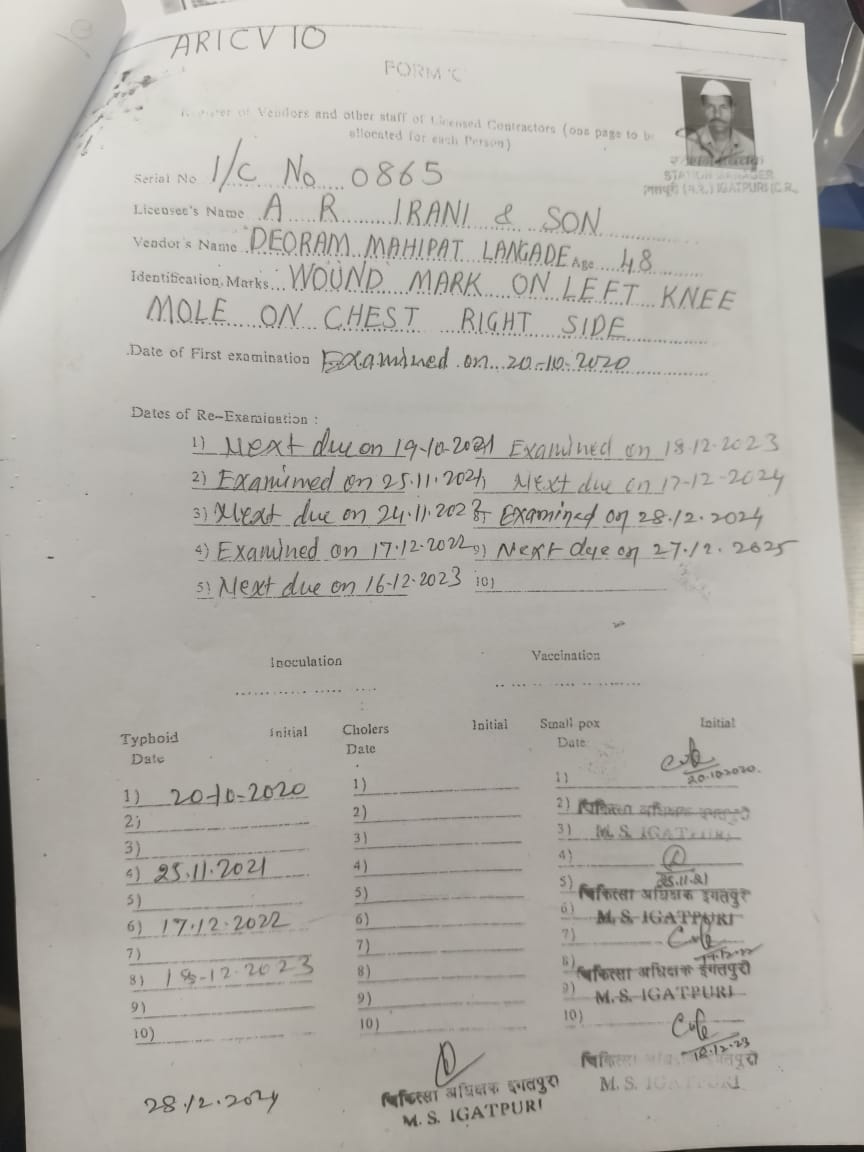 ARICV 10
FORM 'C'
of Vendors and other staff of Licensed Contractors (one page to be
allocated for each Person)
STATION MANAGER
(म.रे.) IGATPURI (C.R.
Serial No I/C No 0865
Licensee's Name A R IRANI & SON
Vendor's Name DEORAM MAHIPAT LANGADE Age 48
Identification Marks WOUND MARK ON LEFT KNEE
MOLE ON CHEST RIGHT SIDE
Date of First examination Examined on 20-10-2020
Dates of Re-Examination :
1) Next due on 19-10-2021 Examined on 18-12-2023
2) Examined on 25.11.2021 Next due on 17-12-2024
3) Next due on 24.11.2022 8) Examined on 28.12.2024
4) Examined on 17.12.2022 9) Next due on 27.12.2025
5) Next due on 16-12-2023 10)
Inoculation Vaccination
Typhoid Initial Cholers Initial Small pox Initial
Date Date Date
20.10.2020.
1) 20-10-2020 1) 1)
2) 2) 2) चिकित्सा अधिक्षक इगतपुरी
3) 3) 3) M. S. IGATPURI
4) 25.11.2021 4) 4)
25.11.21
5) 5) 5) चिकित्सा अधिक्षक इगतपुरी
6) 17.12.2022 6) 6) M. S. IGATPURI
7) 7) 7)
17.12.22
8) 18-12-2023 8) 8) चिकित्सा अधिक्षक इगतपुरी
9) 9) 9) M. S. IGATPURI
10) 10) 10)
18.12.23
चिकित्सा अधिक्षक इगतपुरी
M. S. IGATPURI
28.12.2024 चिकित्सा अधिक्षक इगतपुरी
M. S. IGATPURI